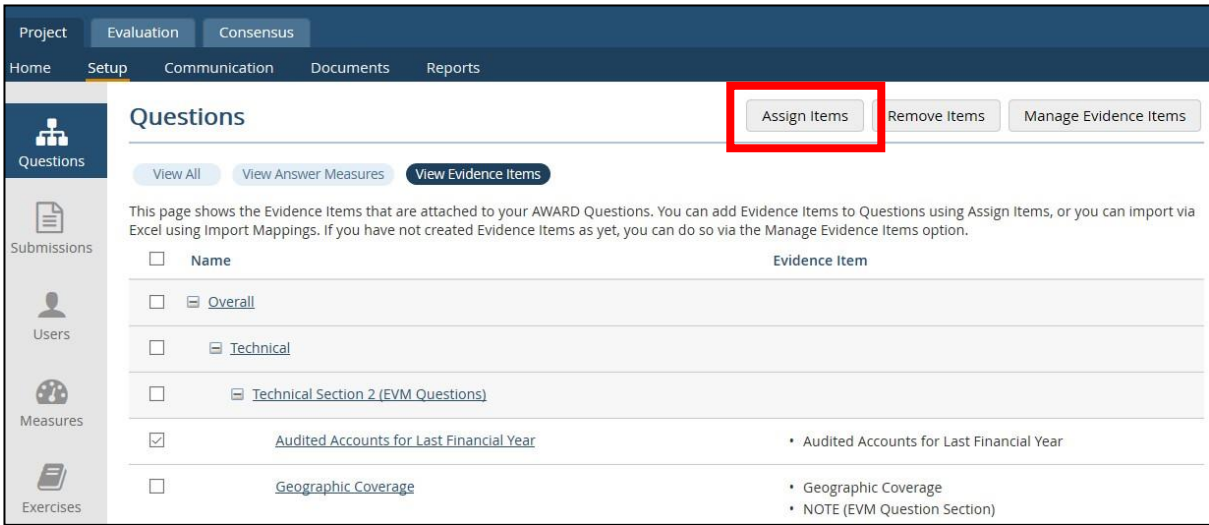 Project Evaluation Consensus
Home Setup Communication Documents Reports
Questions
Submissions
Users
Measures
Exercises
Questions
Assign Items Remove Items Manage Evidence Items
View All View Answer Measures View Evidence Items
This page shows the Evidence Items that are attached to your AWARD Questions. You can add Evidence Items to Questions using Assign Items, or you can import via
Excel using Import Mappings. If you have not created Evidence Items as yet, you can do so via the Manage Evidence Items option.
Name Evidence Item
Overall
Technical
Technical Section 2 (EVM Questions)
Audited Accounts for Last Financial Year • Audited Accounts for Last Financial Year
Geographic Coverage • Geographic Coverage
• NOTE (EVM Question Section)